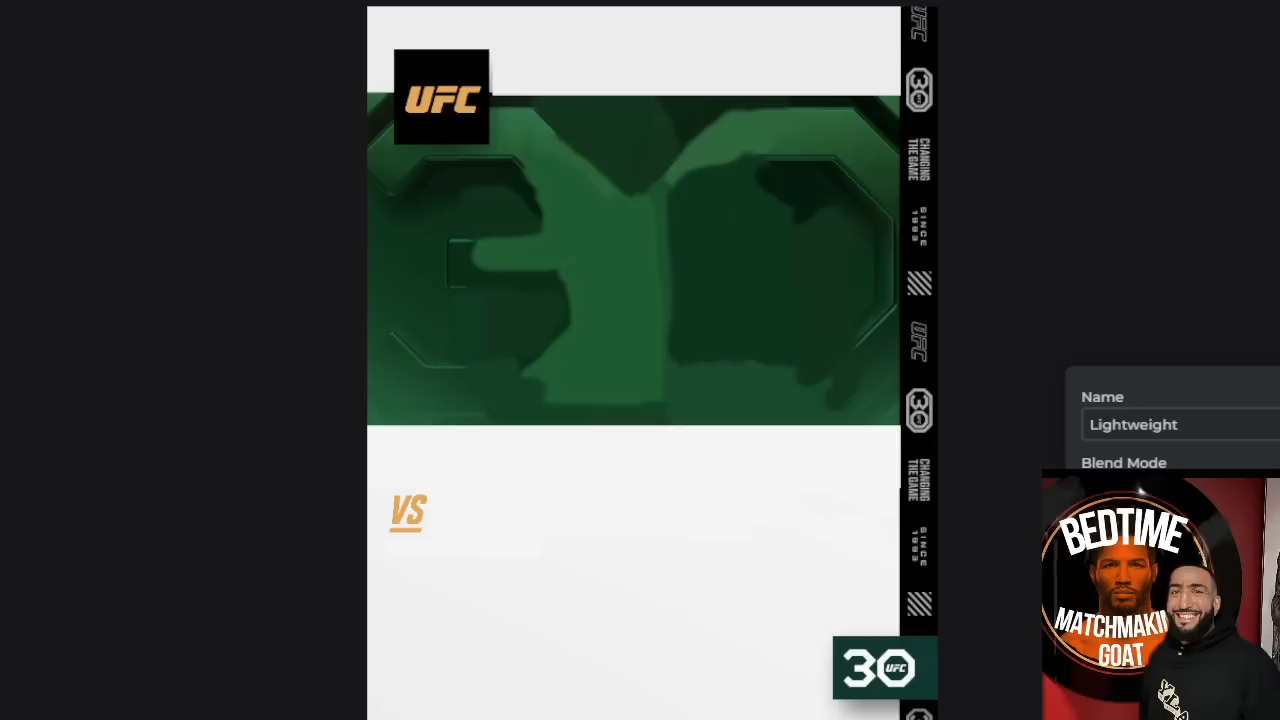 UFC
VS
30 UFC
UFC
30
CHANGING
THE GAME
SINCE
1993
UFC
30
CHANGING
THE GAME
SINCE
1993
Name
Lightweight
Blend Mode
BEDTIME
MATCHMAKIN
GOAT